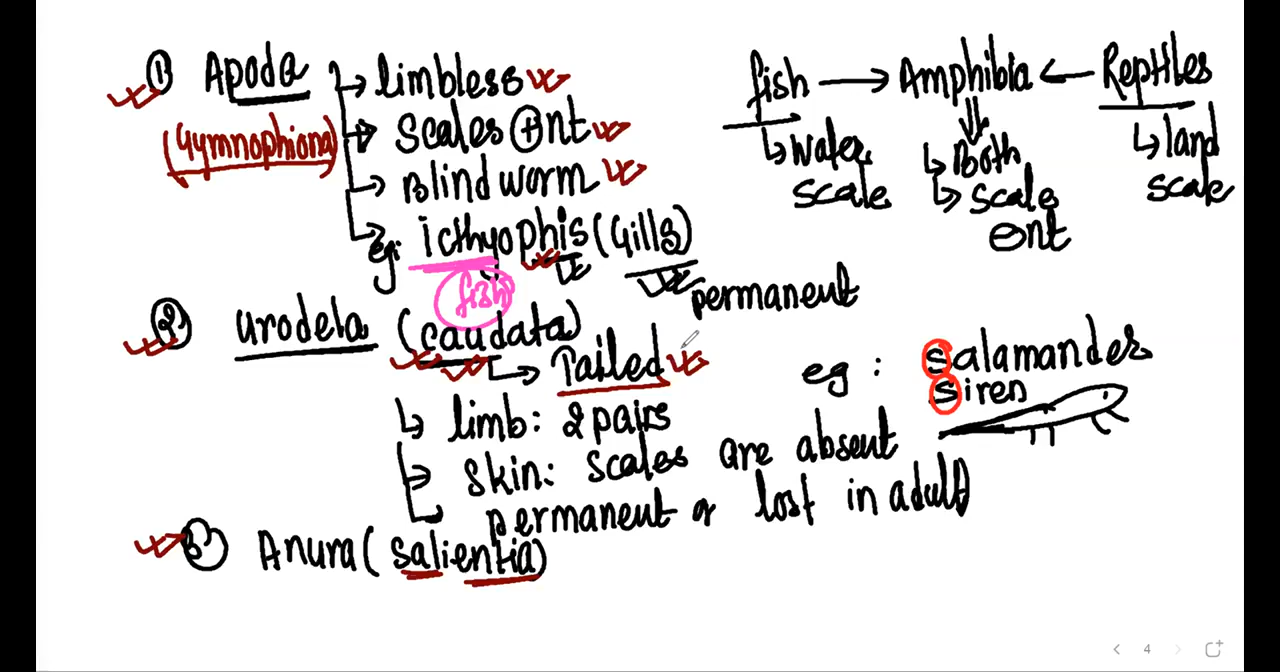 ① Apoda
(Gymnophiona)
→ limbless
→ Scales ⊕nt
→ Blind worm
eg: icthyophis (Gills)
fish
permanent
fish → Amphibia ← Reptiles
↳ Water
scale
↳ Both
↳ Scale
⊖nt
↳ land
scale
② Urodela (caudata)
↳ Tailed
↳ limb: 2 pairs
→ Skin: Scales are absent
permanent or lost in adult
eg: Salamander
Siren
③ Anura (Salientia)
4